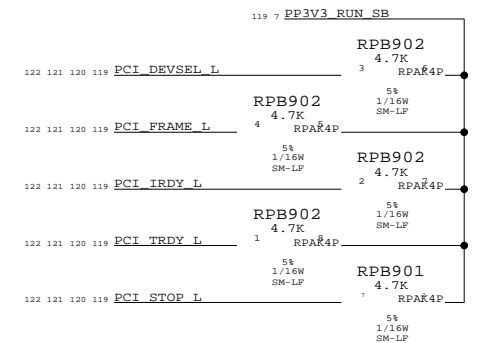 119 7 PP3V3_RUN_SB
RPB902
4.7K
122 121 120 119 PCI_DEVSEL_L 3 6 RPAK4P
5%
1/16W
SM-LF
RPB902
4.7K
122 121 120 119 PCI_FRAME_L 4 5 RPAK4P
5%
1/16W
SM-LF
RPB902
4.7K
122 121 120 119 PCI_IRDY_L 2 7 RPAK4P
5%
1/16W
SM-LF
RPB902
4.7K
122 121 120 119 PCI_TRDY_L 1 8 RPAK4P
5%
1/16W
SM-LF
RPB901
4.7K
122 121 120 119 PCI_STOP_L 7 RPAK4P
5%
1/16W
SM-LF